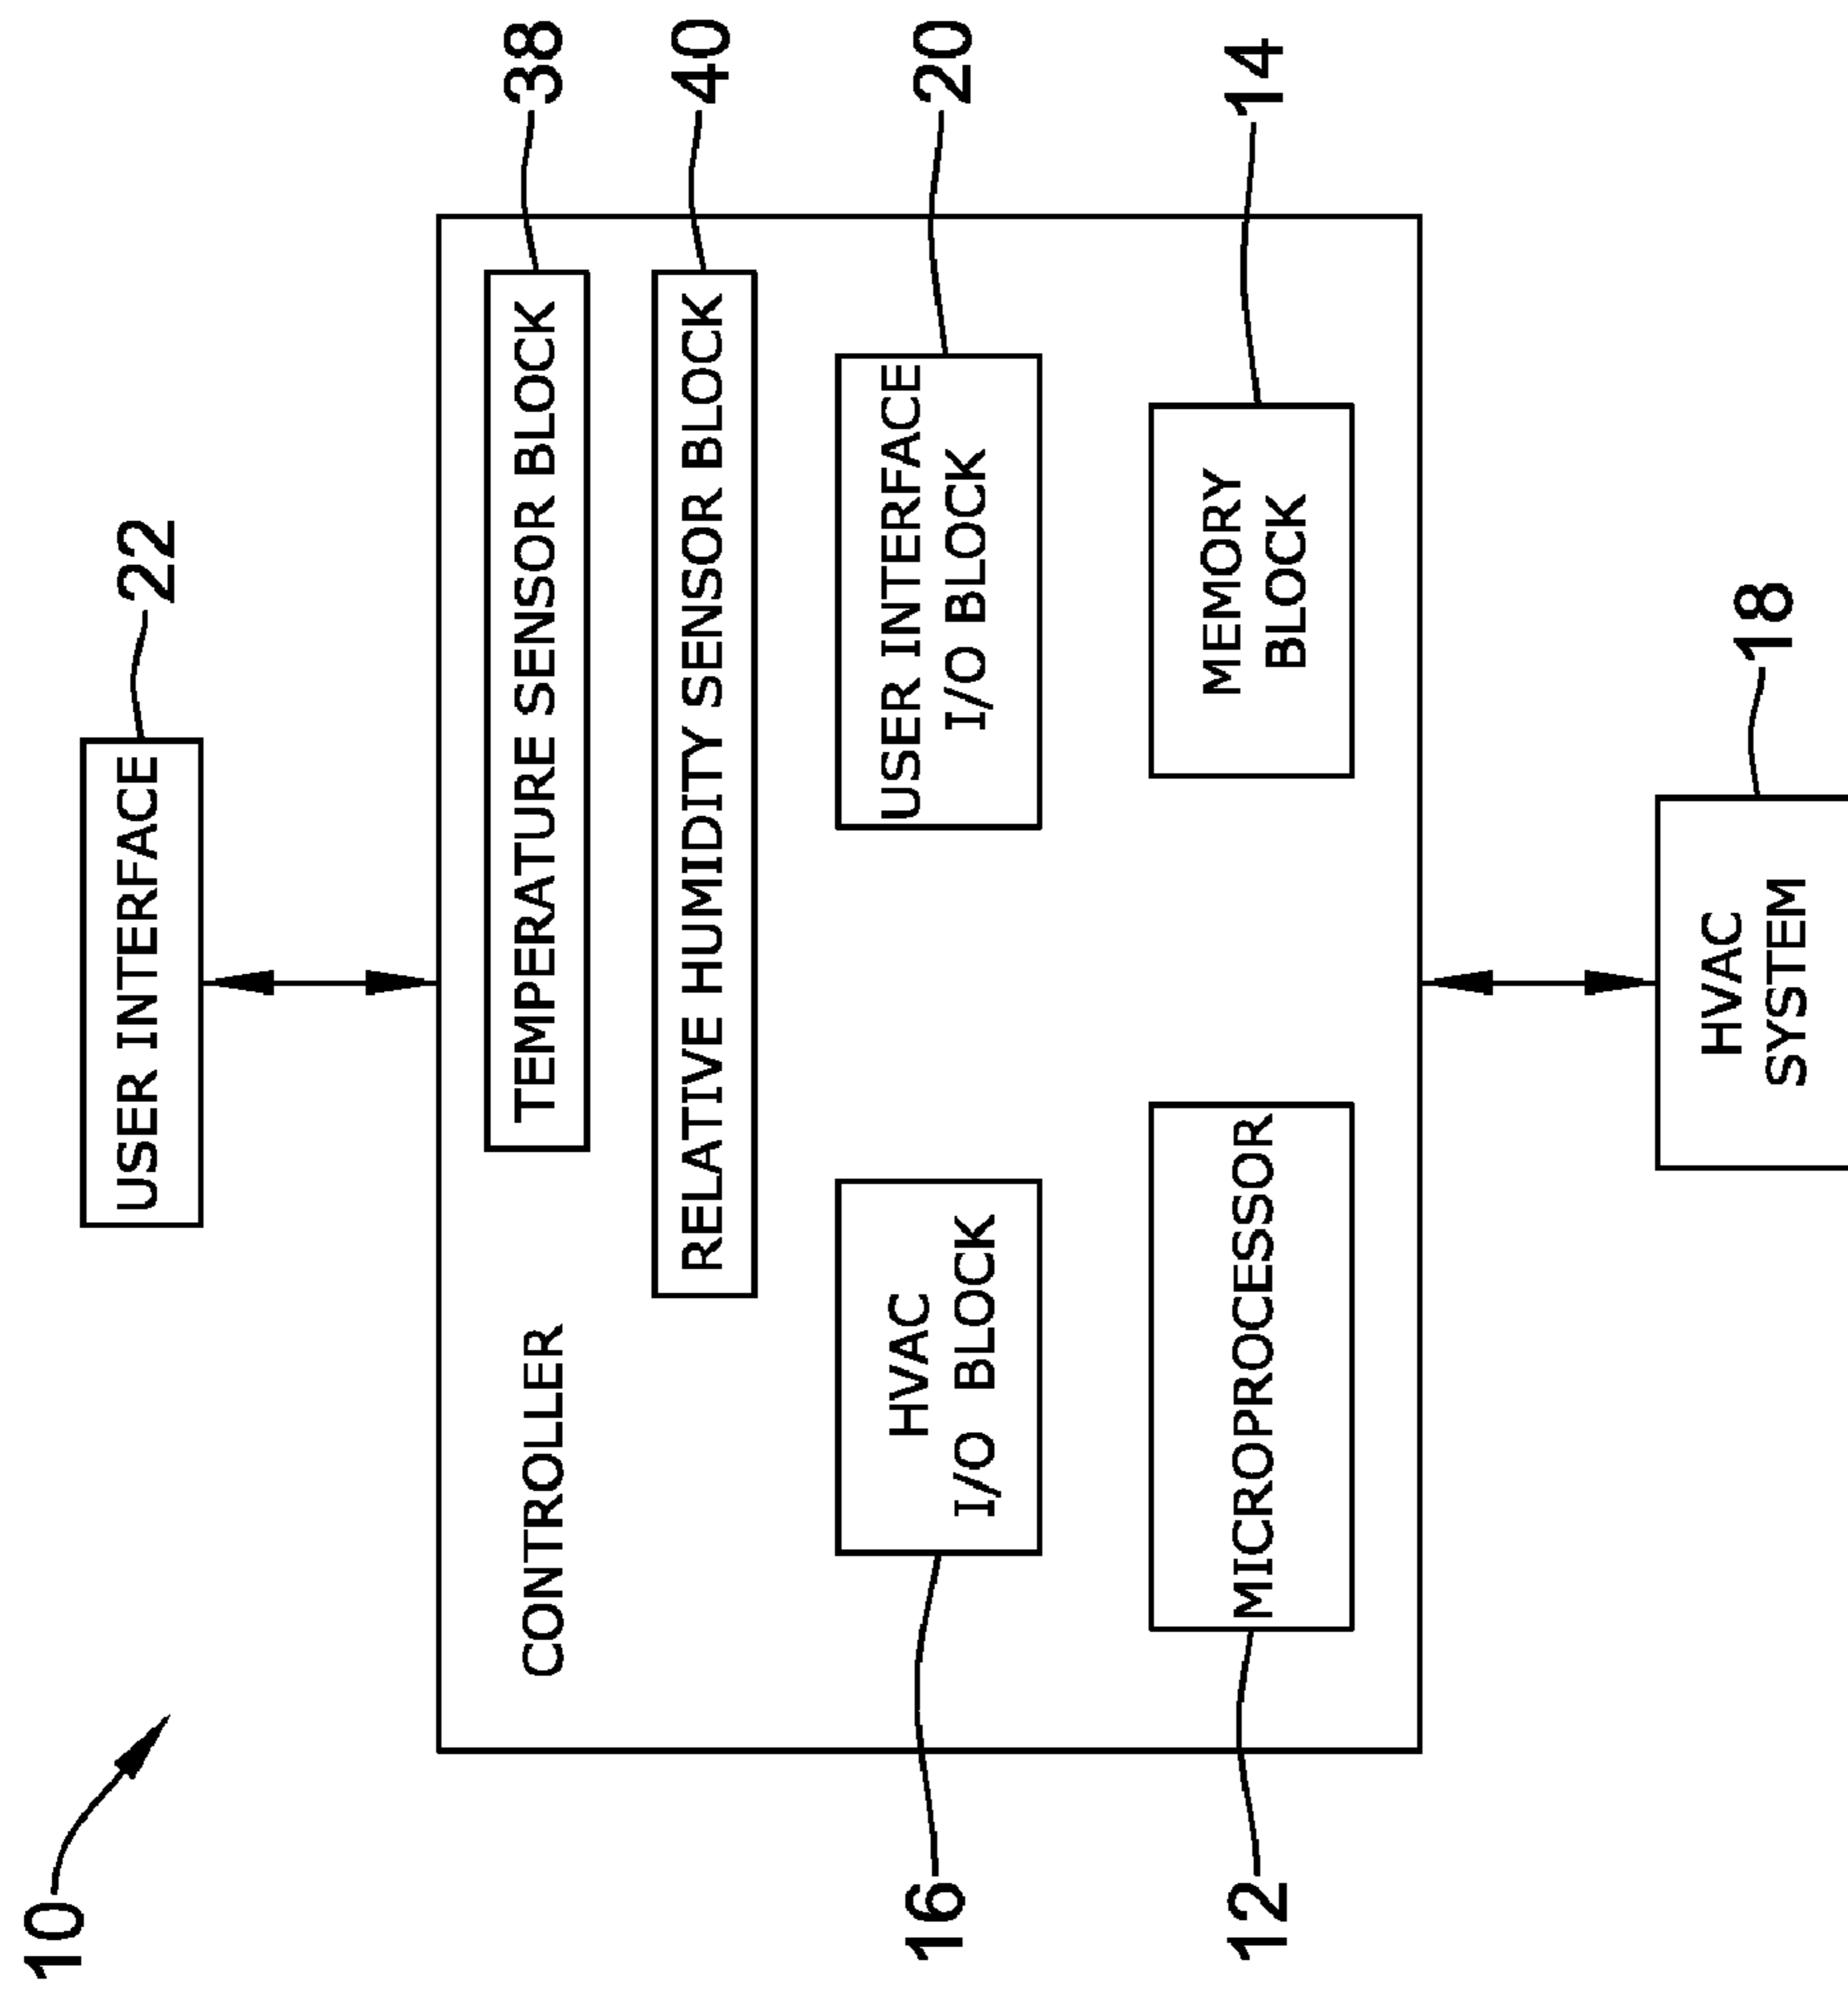 10
USER INTERFACE
22
CONTROLLER
TEMPERATURE SENSOR BLOCK
38
RELATIVE HUMIDITY SENSOR BLOCK
40
16
HVAC
I/O BLOCK
USER INTERFACE
I/O BLOCK
20
12
MICROPROCESSOR
MEMORY
BLOCK
14
HVAC
SYSTEM
18